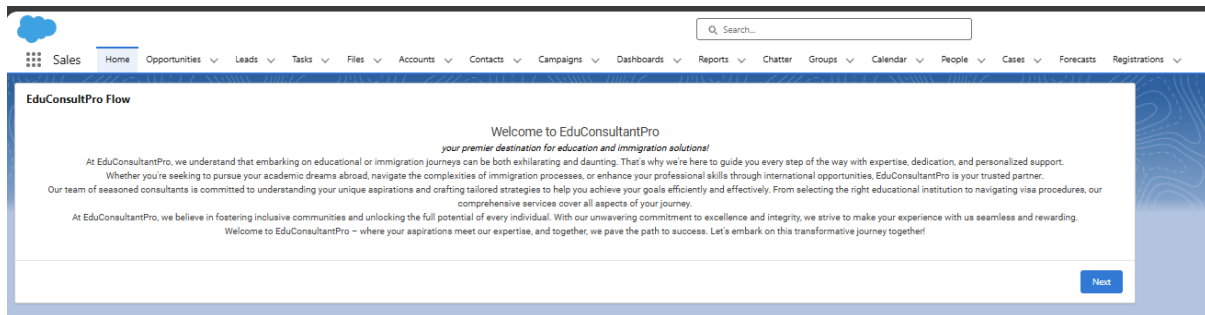 Search...
Sales Home Opportunities Leads Tasks Files Accounts Contacts Campaigns Dashboards Reports Chatter Groups Calendar People Cases Forecasts Registrations
EduConsultPro Flow
Welcome to EduConsultantPro
your premier destination for education and immigration solutions!
At EduConsultantPro, we understand that embarking on educational or immigration journeys can be both exhilarating and daunting. That's why we're here to guide you every step of the way with expertise, dedication, and personalized support.
Whether you're seeking to pursue your academic dreams abroad, navigate the complexities of immigration processes, or enhance your professional skills through international opportunities, EduConsultantPro is your trusted partner.
Our team of seasoned consultants is committed to understanding your unique aspirations and crafting tailored strategies to help you achieve your goals efficiently and effectively. From selecting the right educational institution to navigating visa procedures, our
comprehensive services cover all aspects of your journey.
At EduConsultantPro, we believe in fostering inclusive communities and unlocking the full potential of every individual. With our unwavering commitment to excellence and integrity, we strive to make your experience with us seamless and rewarding.
Welcome to EduConsultantPro – where your aspirations meet our expertise, and together, we pave the path to success. Let's embark on this transformative journey together!
Next